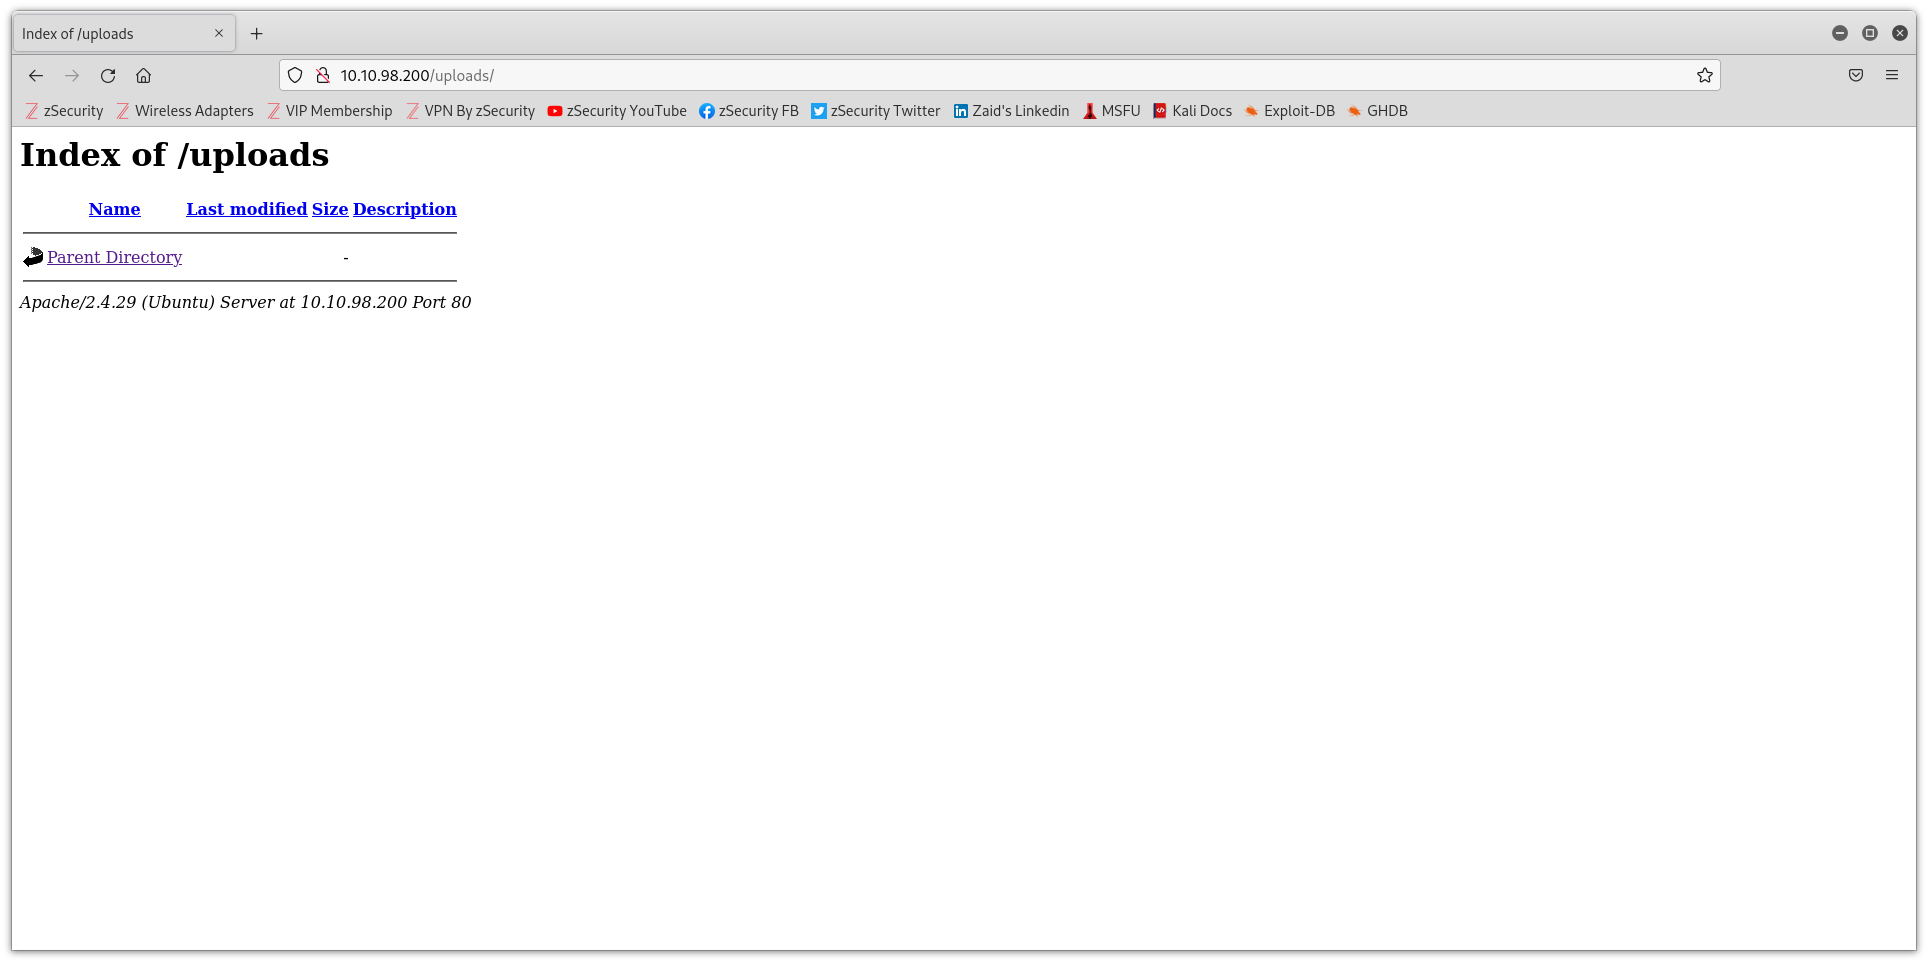 Index of /uploads
10.10.98.200/uploads/
zSecurity Wireless Adapters VIP Membership VPN By zSecurity zSecurity YouTube zSecurity FB zSecurity Twitter Zaid's Linkedin MSFU Kali Docs Exploit-DB GHDB
Index of /uploads
Name Last modified Size Description
Parent Directory -
Apache/2.4.29 (Ubuntu) Server at 10.10.98.200 Port 80